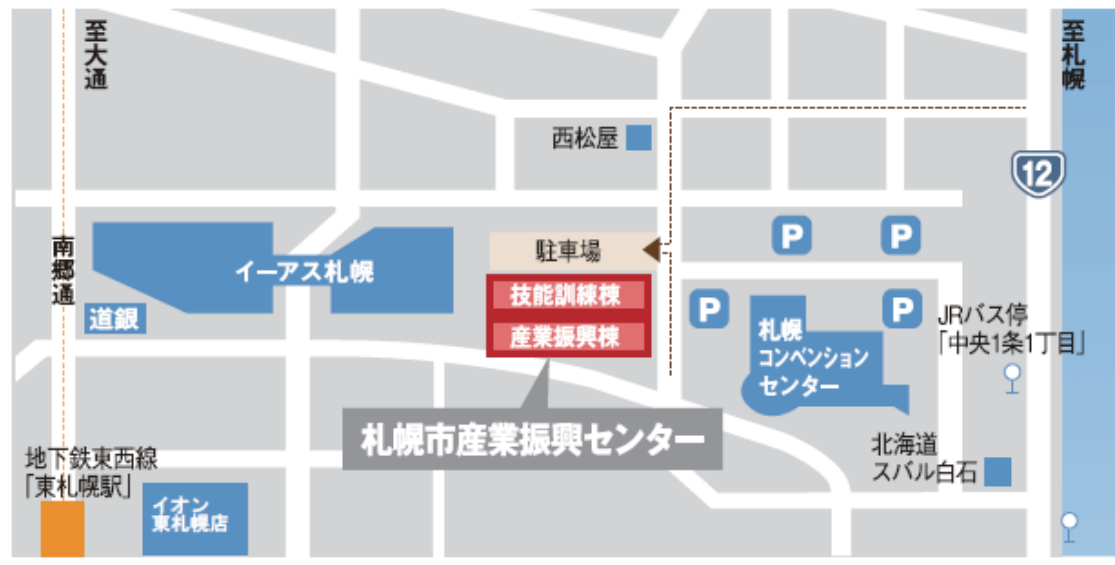 至大通
至札幌
西松屋
12
南郷通
イーアス札幌
駐車場
P
P
技能訓練棟
産業振興棟
道銀
P
P
札幌
コンベンション
センター
JRバス停
「中央1条1丁目」
札幌市産業振興センター
北海道
スバル白石
地下鉄東西線
「東札幌駅」
イオン
東札幌店